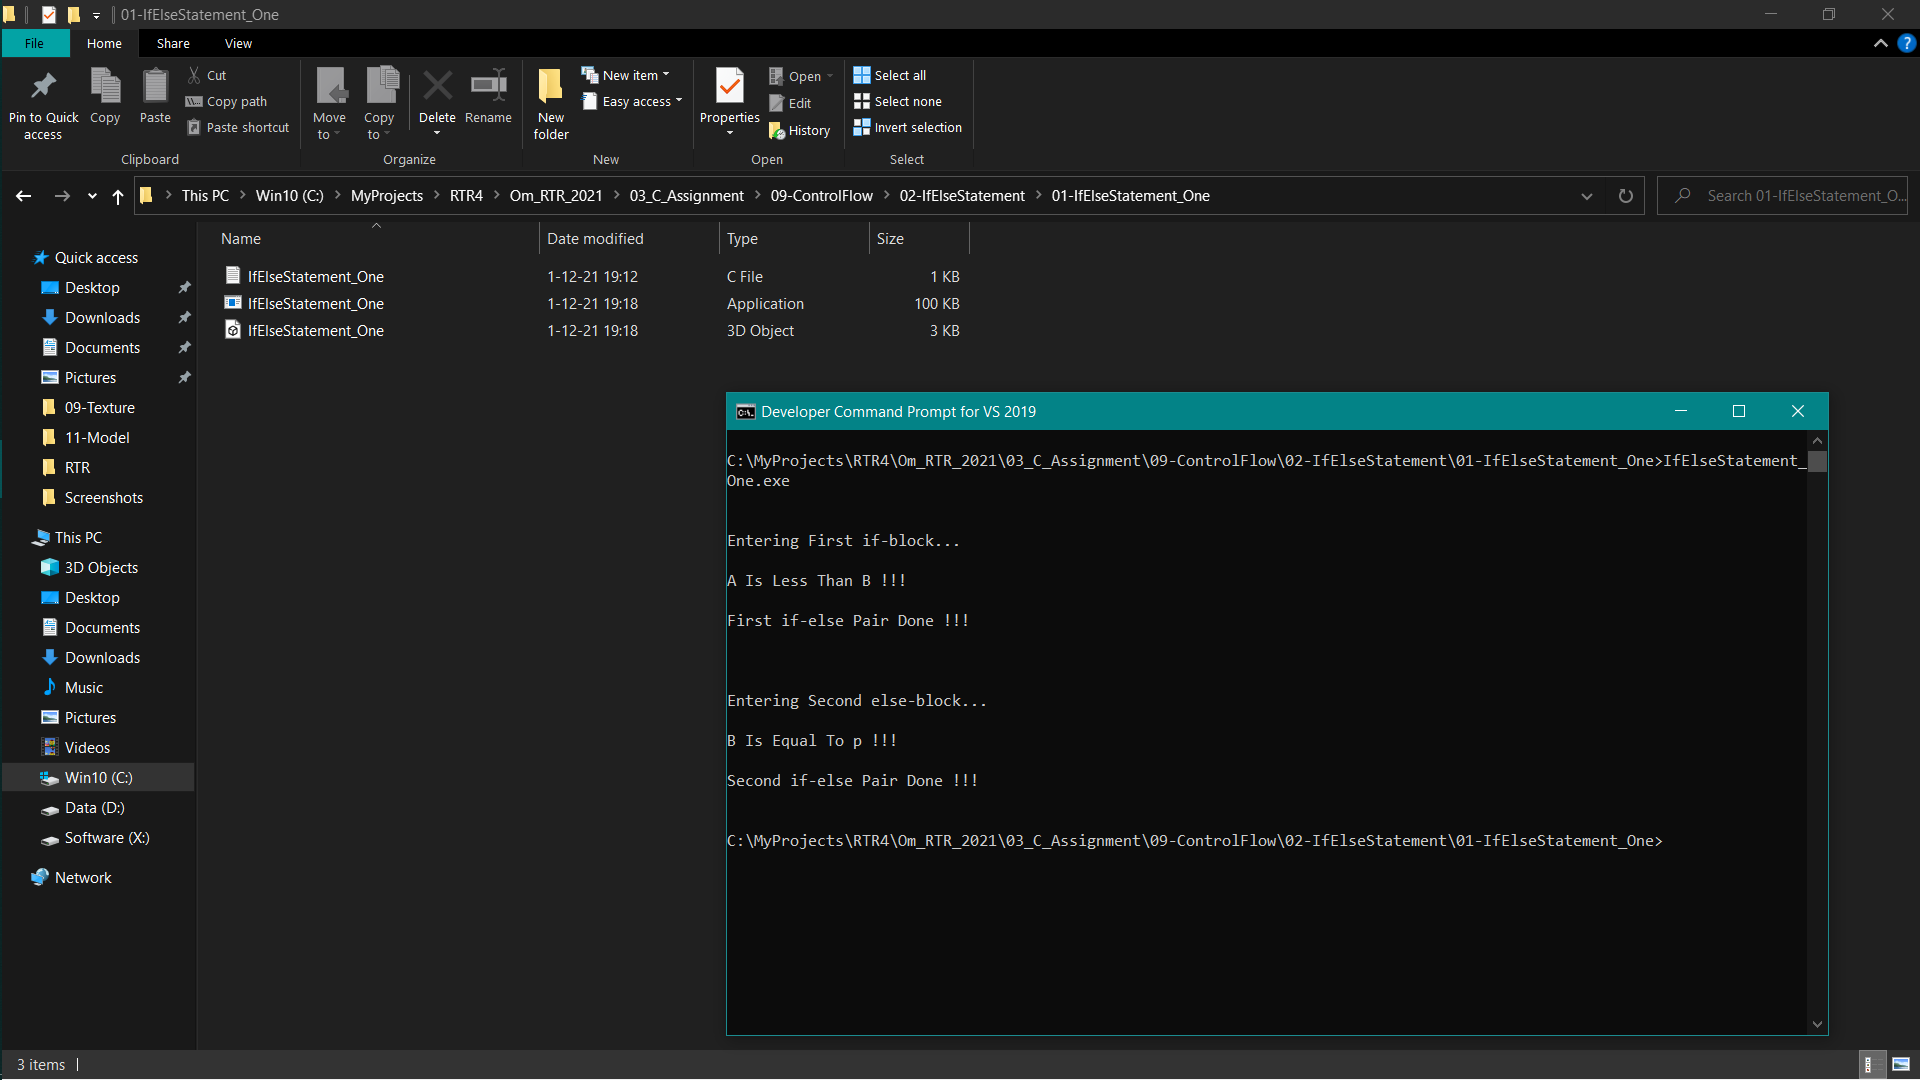 01-IfElseStatement_One
File
Home
Share
View
Pin to Quick access
Copy
Paste
Cut
Copy path
Paste shortcut
Clipboard
Move to
Copy to
Delete
Rename
Organize
New folder
New item
Easy access
New
Properties
Open
Edit
History
Open
Select all
Select none
Invert selection
Select
This PC > Win10 (C:) > MyProjects > RTR4 > Om_RTR_2021 > 03_C_Assignment > 09-ControlFlow > 02-IfElseStatement > 01-IfElseStatement_One
Search 01-IfElseStatement_O...
Name Date modified Type Size
IfElseStatement_One 1-12-21 19:12 C File 1 KB
IfElseStatement_One 1-12-21 19:18 Application 100 KB
IfElseStatement_One 1-12-21 19:18 3D Object 3 KB
Quick access
Desktop
Downloads
Documents
Pictures
09-Texture
11-Model
RTR
Screenshots
This PC
3D Objects
Desktop
Documents
Downloads
Music
Pictures
Videos
Win10 (C:)
Data (D:)
Software (X:)
Network
C:\. Developer Command Prompt for VS 2019
C:\MyProjects\RTR4\Om_RTR_2021\03_C_Assignment\09-ControlFlow\02-IfElseStatement\01-IfElseStatement_One>IfElseStatement_
One.exe
Entering First if-block...
A Is Less Than B !!!
First if-else Pair Done !!!
Entering Second else-block...
B Is Equal To p !!!
Second if-else Pair Done !!!
C:\MyProjects\RTR4\Om_RTR_2021\03_C_Assignment\09-ControlFlow\02-IfElseStatement\01-IfElseStatement_One>
3 items